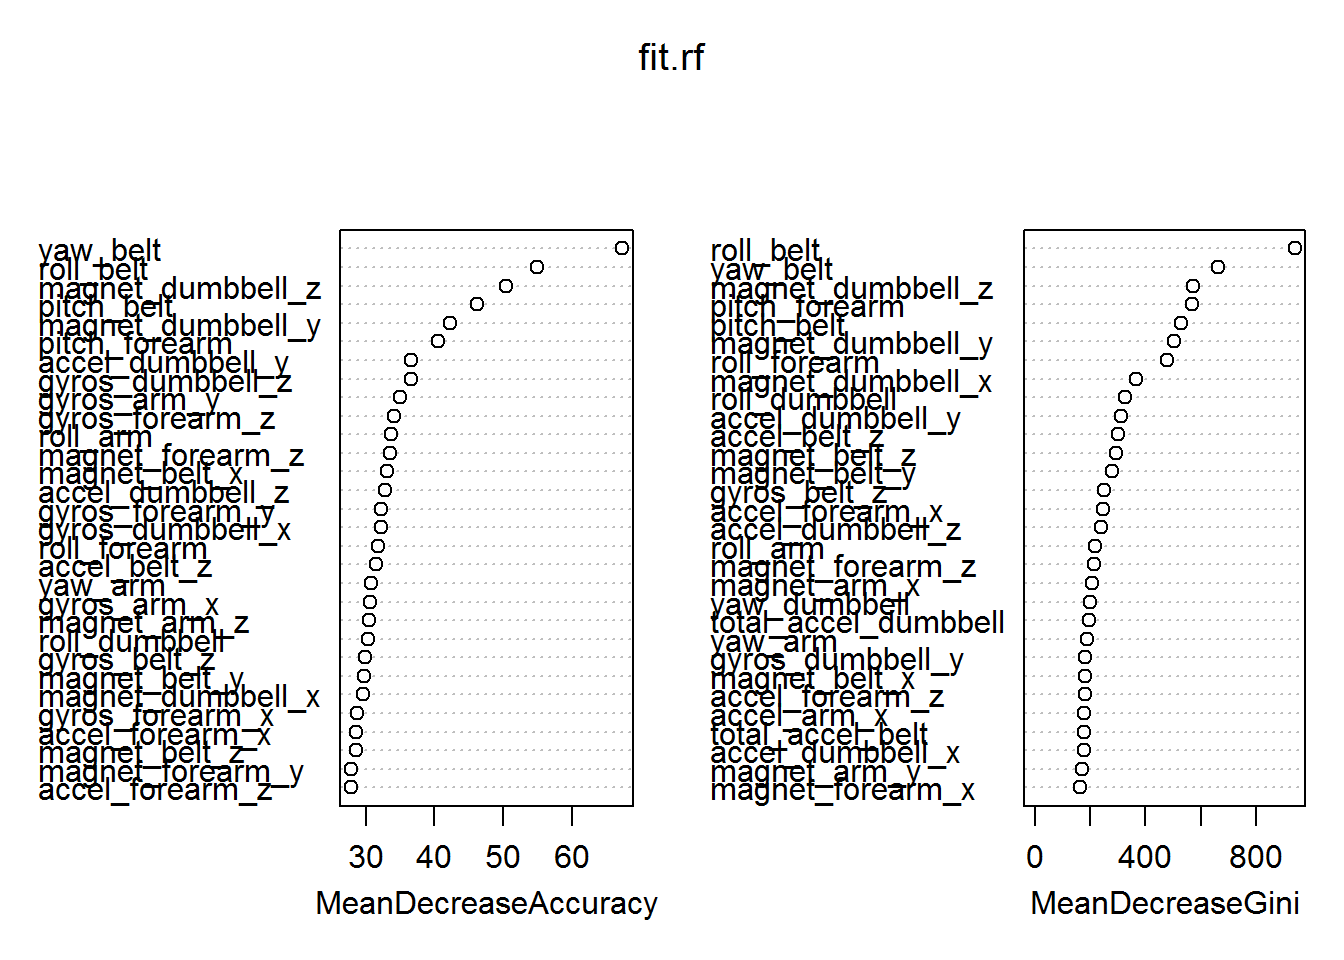 fit.rf
yaw_belt
roll_belt
magnet_dumbbell_z
pitch_belt
magnet_dumbbell_y
pitch_forearm
accel_dumbbell_y
gyros_dumbbell_z
gyros_arm_y
gyros_forearm_z
roll_arm
magnet_forearm_z
magnet_belt_x
accel_dumbbell_z
gyros_forearm_y
gyros_dumbbell_x
roll_forearm
accel_belt_z
yaw_arm
gyros_arm_x
magnet_arm_z
roll_dumbbell
gyros_belt_z
magnet_belt_y
magnet_dumbbell_x
gyros_forearm_x
accel_forearm_x
magnet_belt_z
magnet_forearm_y
accel_forearm_z
30 40 50 60
MeanDecreaseAccuracy
roll_belt
yaw_belt
magnet_dumbbell_z
pitch_forearm
pitch_belt
magnet_dumbbell_y
roll_forearm
magnet_dumbbell_x
roll_dumbbell
accel_dumbbell_y
accel_belt_z
magnet_belt_z
magnet_belt_y
gyros_belt_z
accel_forearm_x
accel_dumbbell_z
roll_arm
magnet_forearm_z
magnet_arm_x
yaw_dumbbell
total_accel_dumbbell
yaw_arm
gyros_dumbbell_y
magnet_belt_x
accel_forearm_z
accel_arm_x
total_accel_belt
accel_dumbbell_x
magnet_arm_y
magnet_forearm_x
0 400 800
MeanDecreaseGini